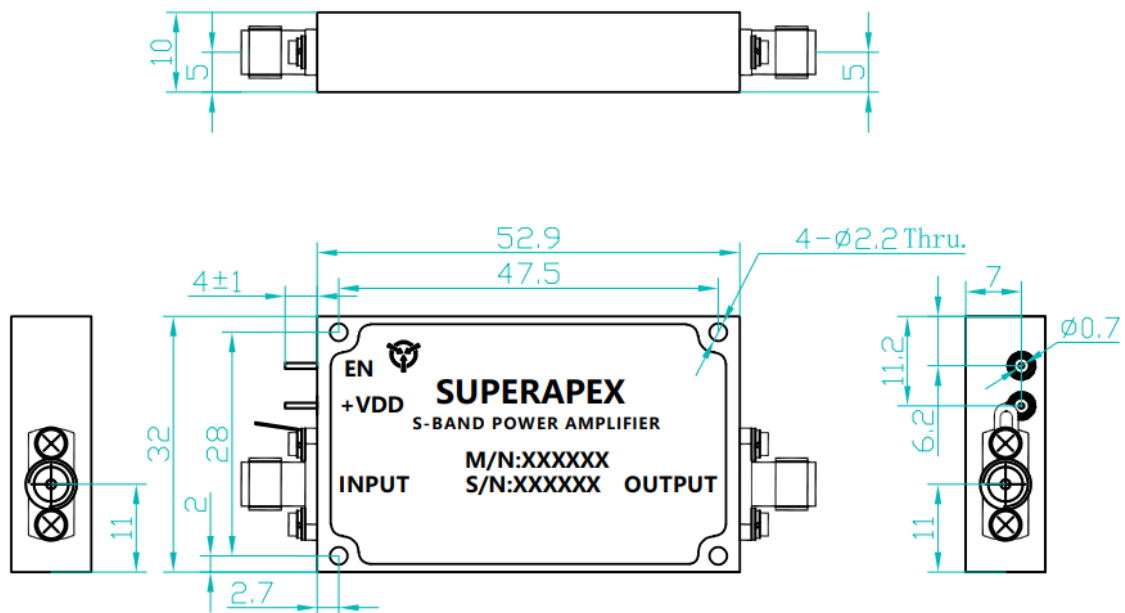 10
5
5
52.9
4-Ø2.2 Thru.
47.5
4±1
7
Ø0.7
11.2
6.2
EN
+VDD
SUPERAPEX
S-BAND POWER AMPLIFIER
32
28
M/N:XXXXXX
INPUT
S/N:XXXXXX
OUTPUT
2
11
11
2.7